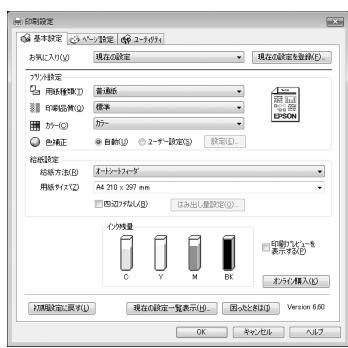 印刷設定
基本設定 ページ設定 ユーティリティ
お気に入り(V) 現在の設定 現在の設定を登録(F)...
プリント設定
用紙種類(T) 普通紙
印刷品質(Q) 標準
カラー(C) カラー
EPSON
色補正 自動(U) ユーザー設定(S) 設定(E)...
給紙設定
給紙方法(R) オートシートフィーダ
用紙サイズ(Z) A4 210 x 297 mm
四辺フチなし(B) はみ出し量設定(O)...
インク残量
C Y M BK
印刷プレビューを
表示する(P)
オンライン購入(K)
初期設定に戻す(L) 現在の設定一覧表示(H)... 困ったときは(J) Version 6.60
OK キャンセル ヘルプ